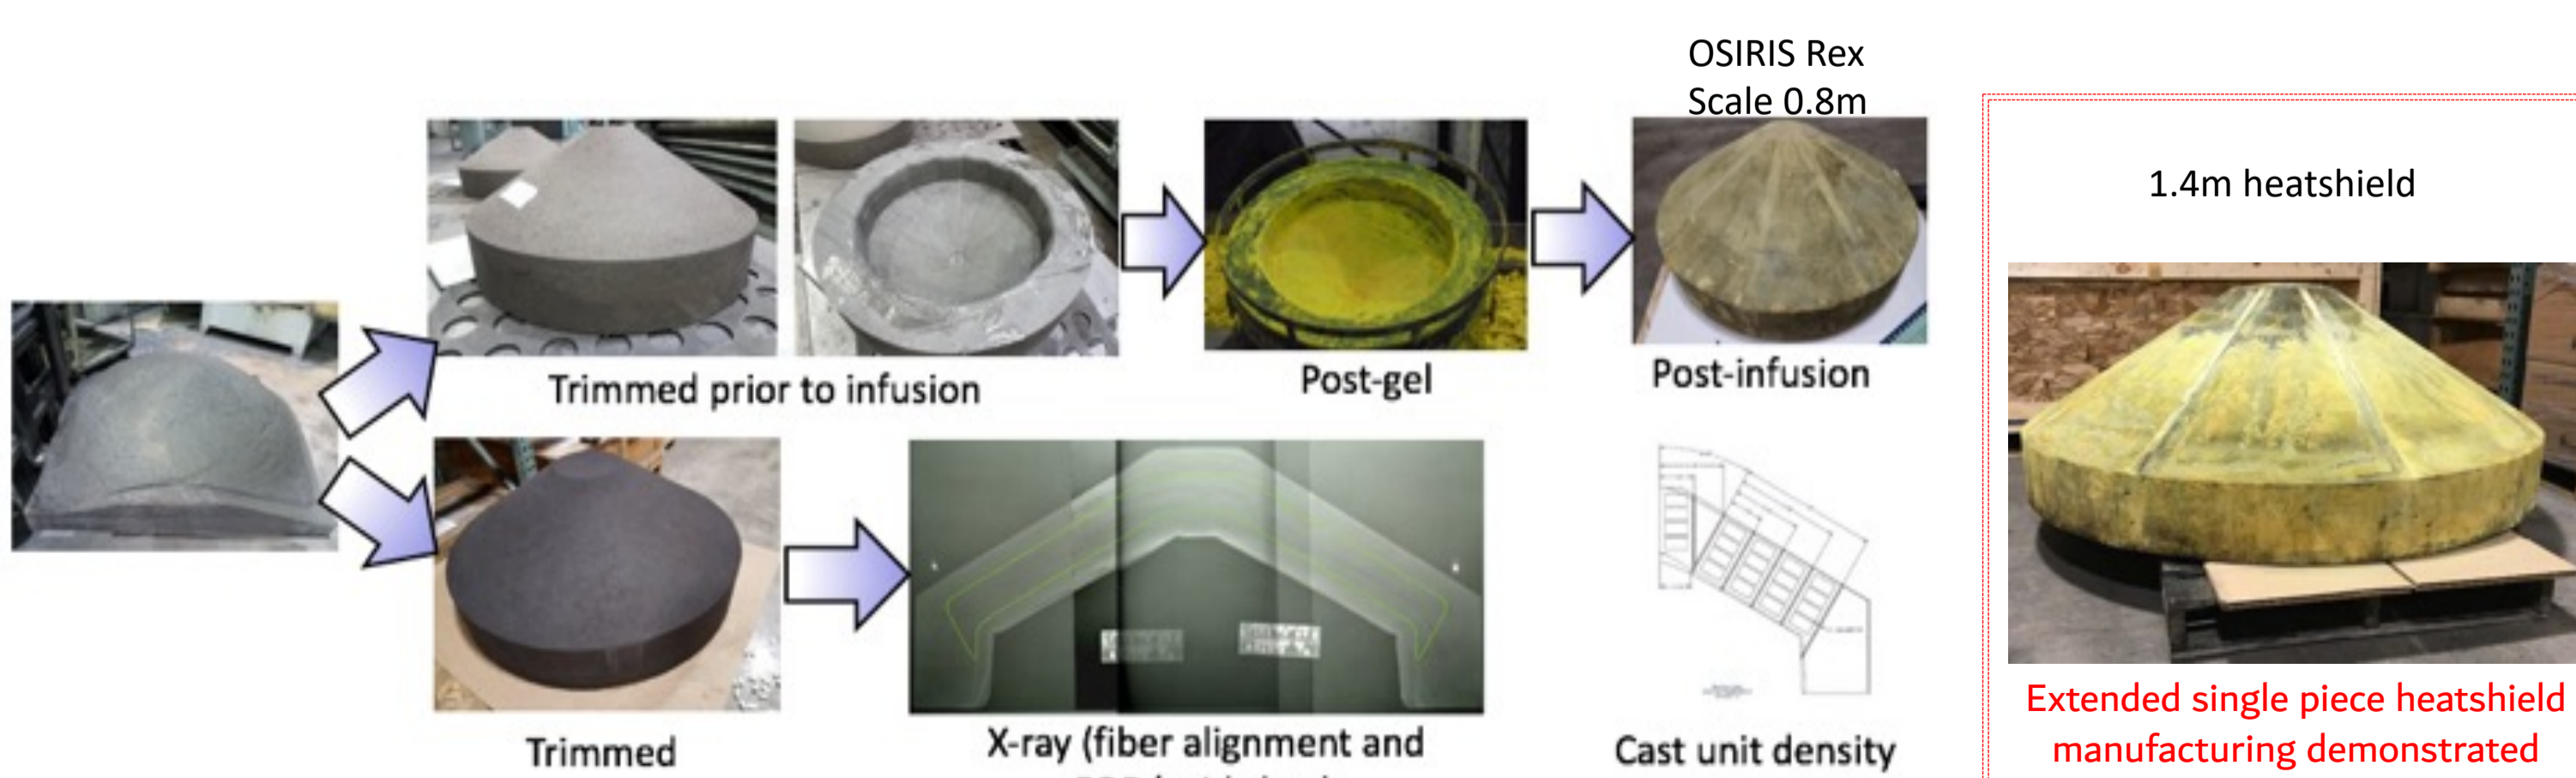 OSIRIS Rex
Scale 0.8m
1.4m heatshield
Trimmed prior to infusion
Post-gel
Post-infusion
Trimmed
X-ray (fiber alignment and
Cast unit density
Extended single piece heatshield
manufacturing demonstrated